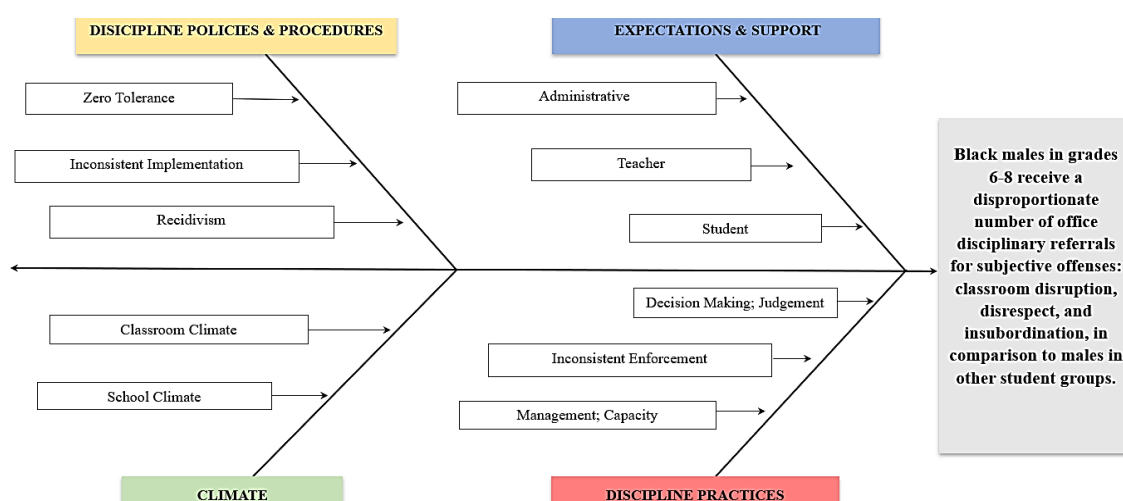 DISICIPLINE POLICIES & PROCEDURES
EXPECTATIONS & SUPPORT
Zero Tolerance
Inconsistent Implementation
Recidivism
Administrative
Teacher
Student
Classroom Climate
School Climate
Decision Making; Judgement
Inconsistent Enforcement
Management; Capacity
CLIMATE
DISCIPLINE PRACTICES
Black males in grades
6-8 receive a
disproportionate
number of office
disciplinary referrals
for subjective offenses:
classroom disruption,
disrespect, and
insubordination, in
comparison to males in
other student groups.